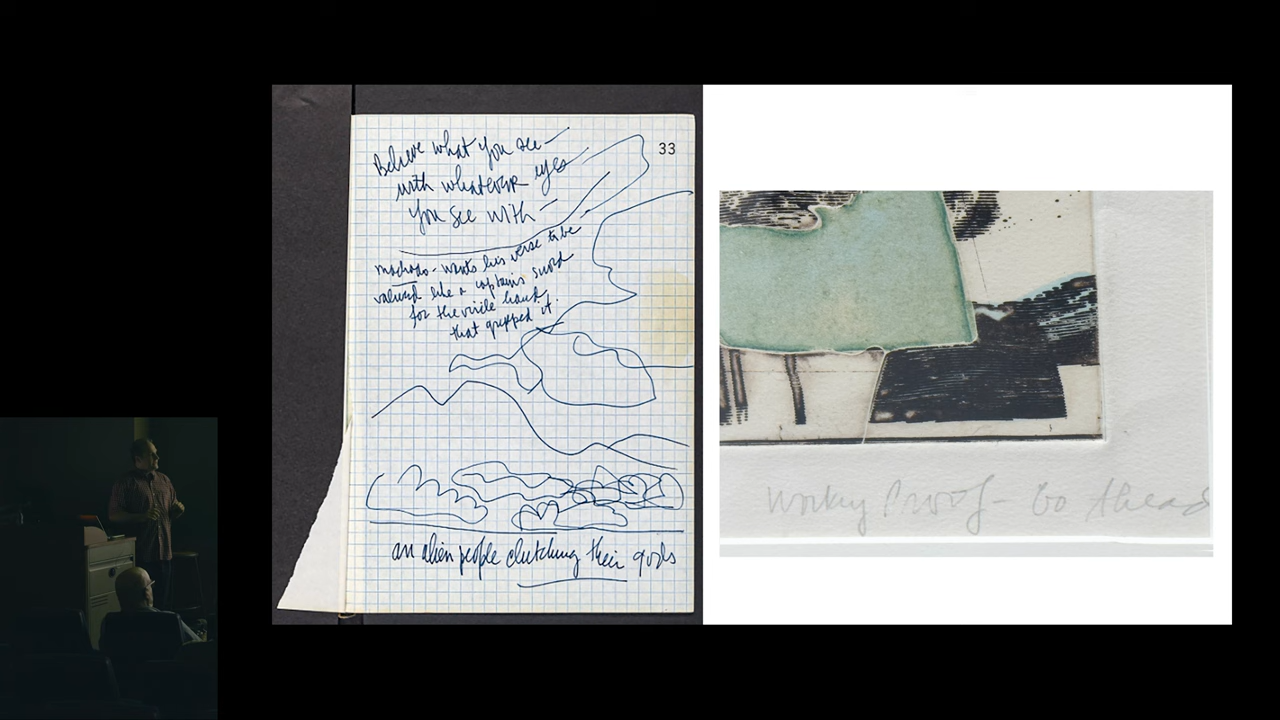 Believe what you see —
with whatever eyes
you see with —
33
Machado - wants his verse to be
valued like a captain's sword
for the virile hand
that gripped it.
an alien people clutching their gods
Working Proof - Go Ahead